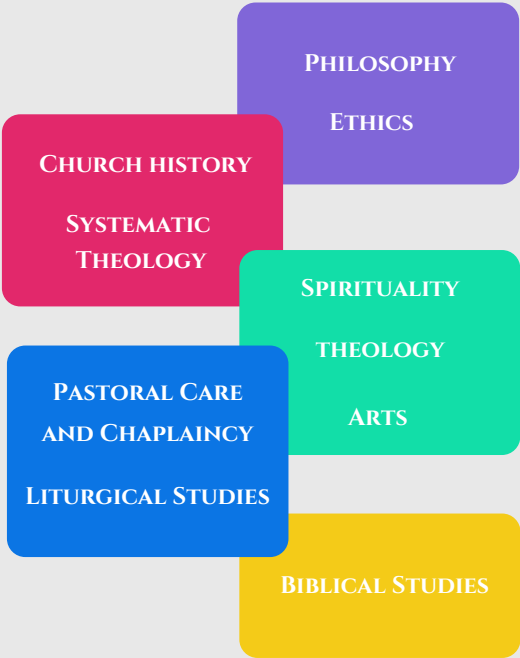 Philosophy
Ethics
Church history
Systematic
Theology
Spirituality
theology
Arts
Pastoral Care
and Chaplaincy
Liturgical Studies
Biblical Studies